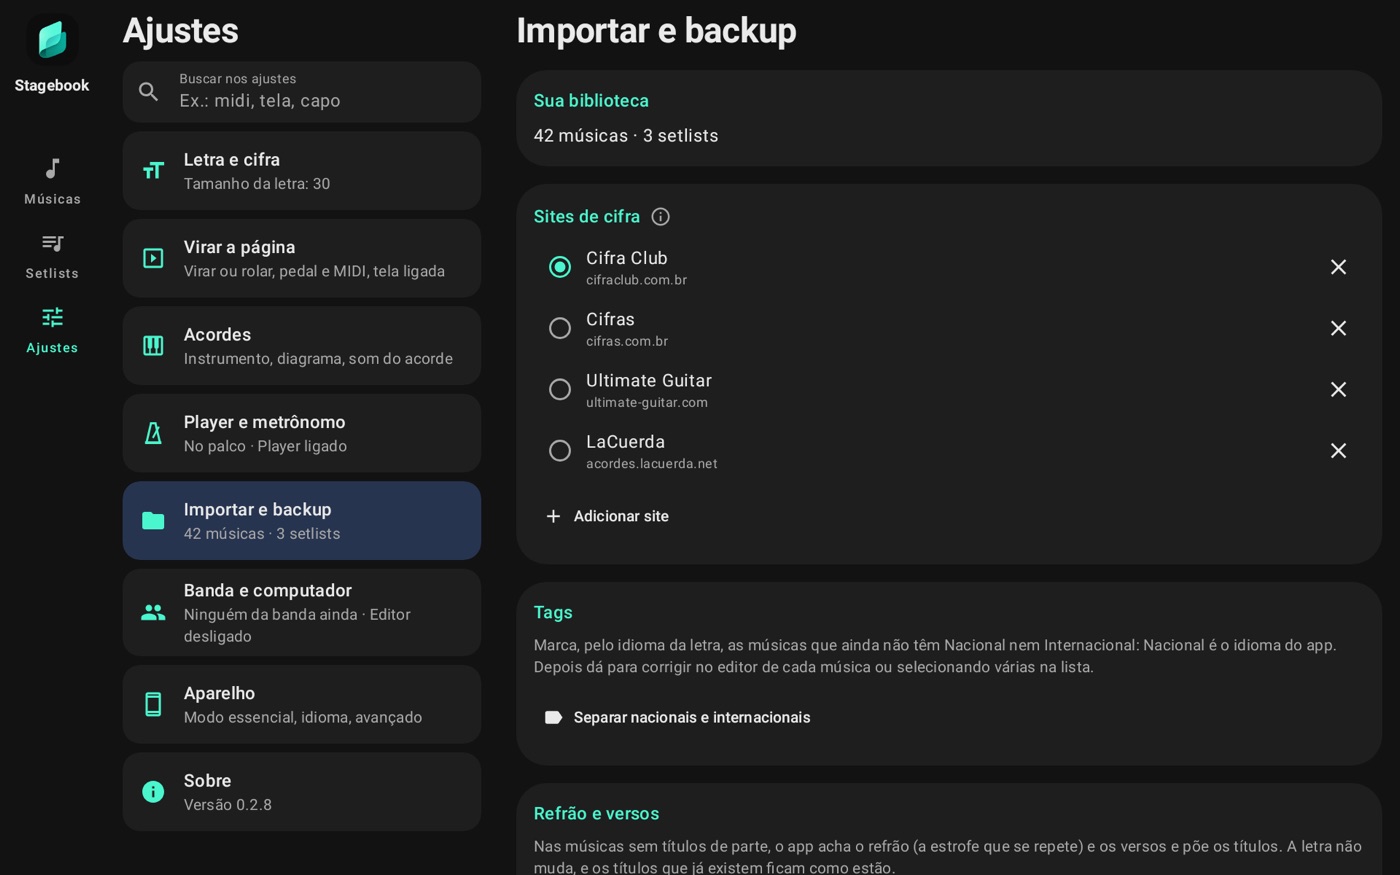 Stagebook
Músicas
Setlists
Ajustes
Ajustes
Buscar nos ajustes
Ex.: midi, tela, capo
Letra e cifra
Tamanho da letra: 30
Virar a página
Virar ou rolar, pedal e MIDI, tela ligada
Acordes
Instrumento, diagrama, som do acorde
Player e metrônomo
No palco · Player ligado
Importar e backup
42 músicas · 3 setlists
Banda e computador
Ninguém da banda ainda · Editor
desligado
Aparelho
Modo essencial, idioma, avançado
Sobre
Versão 0.2.8
Importar e backup
Sua biblioteca
42 músicas · 3 setlists
Sites de cifra
Cifra Club
cifraclub.com.br
Cifras
cifras.com.br
Ultimate Guitar
ultimate-guitar.com
LaCuerda
acordes.lacuerda.net
Adicionar site
Tags
Marca, pelo idioma da letra, as músicas que ainda não têm Nacional nem Internacional: Nacional é o idioma do app.
Depois dá para corrigir no editor de cada música ou selecionando várias na lista.
Separar nacionais e internacionais
Refrão e versos
Nas músicas sem títulos de parte, o app acha o refrão (a estrofe que se repete) e os versos e põe os títulos. A letra não
muda, e os títulos que já existem ficam como estão.